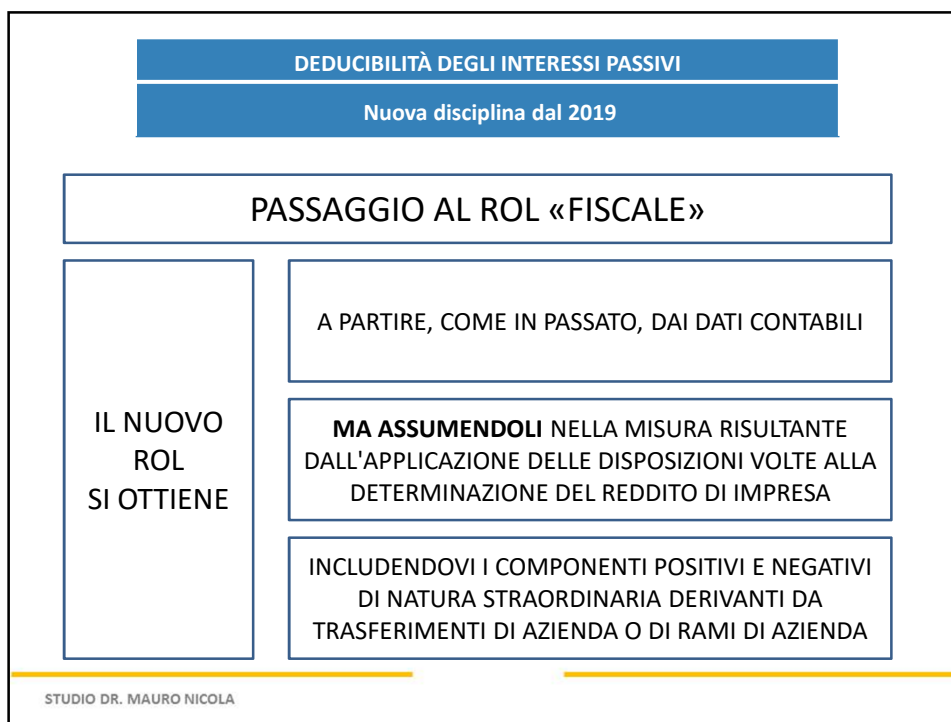 DEDUCIBILITÀ DEGLI INTERESSI PASSIVI
Nuova disciplina dal 2019
PASSAGGIO AL ROL «FISCALE»
IL NUOVO
ROL
SI OTTIENE
A PARTIRE, COME IN PASSATO, DAI DATI CONTABILI
MA ASSUMENDOLI NELLA MISURA RISULTANTE
DALL'APPLICAZIONE DELLE DISPOSIZIONI VOLTE ALLA
DETERMINAZIONE DEL REDDITO DI IMPRESA
INCLUDENDOVI I COMPONENTI POSITIVI E NEGATIVI
DI NATURA STRAORDINARIA DERIVANTI DA
TRASFERIMENTI DI AZIENDA O DI RAMI DI AZIENDA
STUDIO DR. MAURO NICOLA